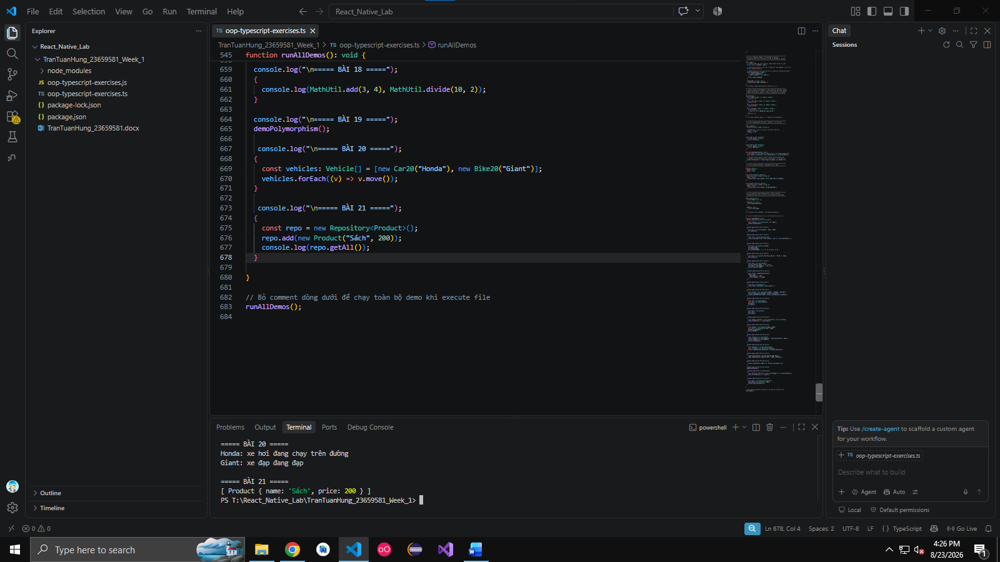 File Edit Selection View Go Run Terminal Help
React_Native_Lab
Explorer
React_Native_Lab
TranTuanHung_23659581_Week_1
node_modules
JS oop-typescript-exercises.js
TS oop-typescript-exercises.ts
{} package-lock.json
{} package.json
TranTuanHung_23659581.docx
Outline
Timeline
TS oop-typescript-exercises.ts
TranTuanHung_23659581_Week_1 > TS oop-typescript-exercises.ts > runAllDemos
545 function runAllDemos(): void {
659 console.log("\n===== BÀI 18 =====");
660 {
661 console.log(MathUtil.add(3, 4), MathUtil.divide(10, 2));
662 }
663
664 console.log("\n===== BÀI 19 =====");
665 demoPolymorphism();
666
667 console.log("\n===== BÀI 20 =====");
668 {
669 const vehicles: Vehicle[] = [new Car20("Honda"), new Bike20("Giant")];
670 vehicles.forEach((v) => v.move());
671 }
672
673 console.log("\n===== BÀI 21 =====");
674 {
675 const repo = new Repository<Product>();
676 repo.add(new Product("Sách", 200));
677 console.log(repo.getAll());
678 }
679
680 }
681
682 // Bỏ comment dòng dưới để chạy toàn bộ demo khi execute file
683 runAllDemos();
684
Problems Output Terminal Ports Debug Console
powershell
===== BÀI 20 =====
Honda: xe hơi đang chạy trên đường
Giant: xe đạp đang đạp
===== BÀI 21 =====
[ Product { name: 'Sách', price: 200 } ]
PS T:\React_Native_Lab\TranTuanHung_23659581_Week_1>
Chat
Sessions
Tip: Use /create-agent to scaffold a custom agent
for your workflow.
TS oop-typescript-exercises.ts
Describe what to build
Agent Auto
Local Default permissions
0 0
Ln 678, Col 4 Spaces: 2 UTF-8 LF {} TypeScript Go Live
Type here to search
4:26 PM
8/23/2026
1